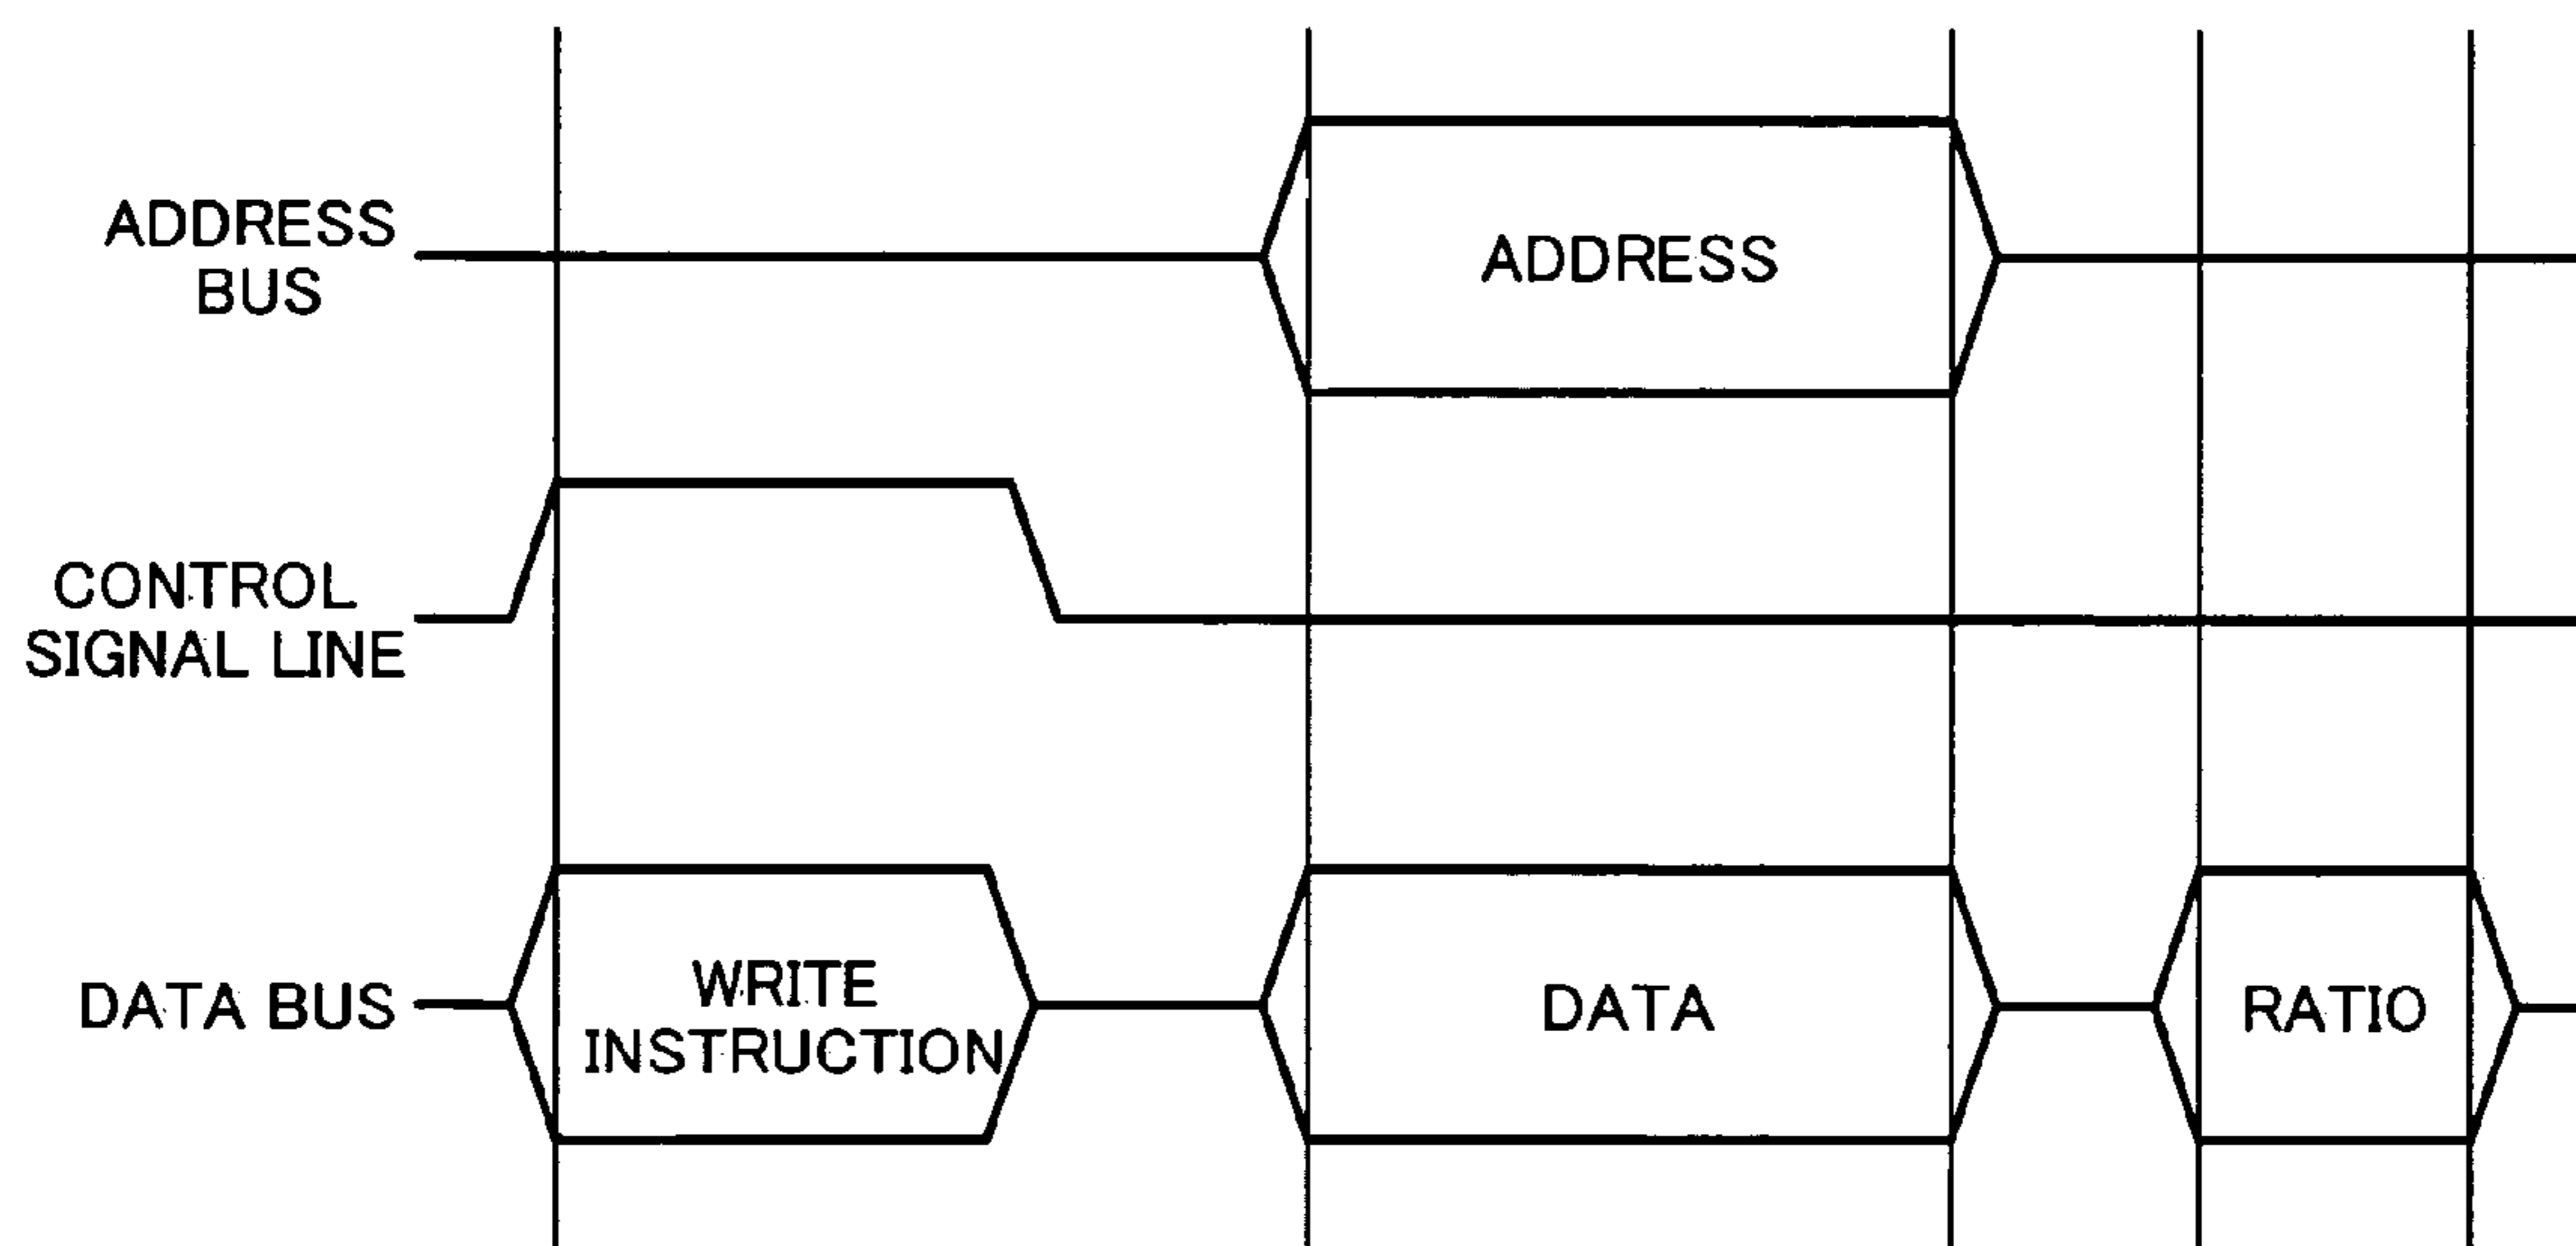 ADDRESS
BUS
ADDRESS
CONTROL
SIGNAL LINE
DATA BUS
WRITE
INSTRUCTION
DATA
RATIO